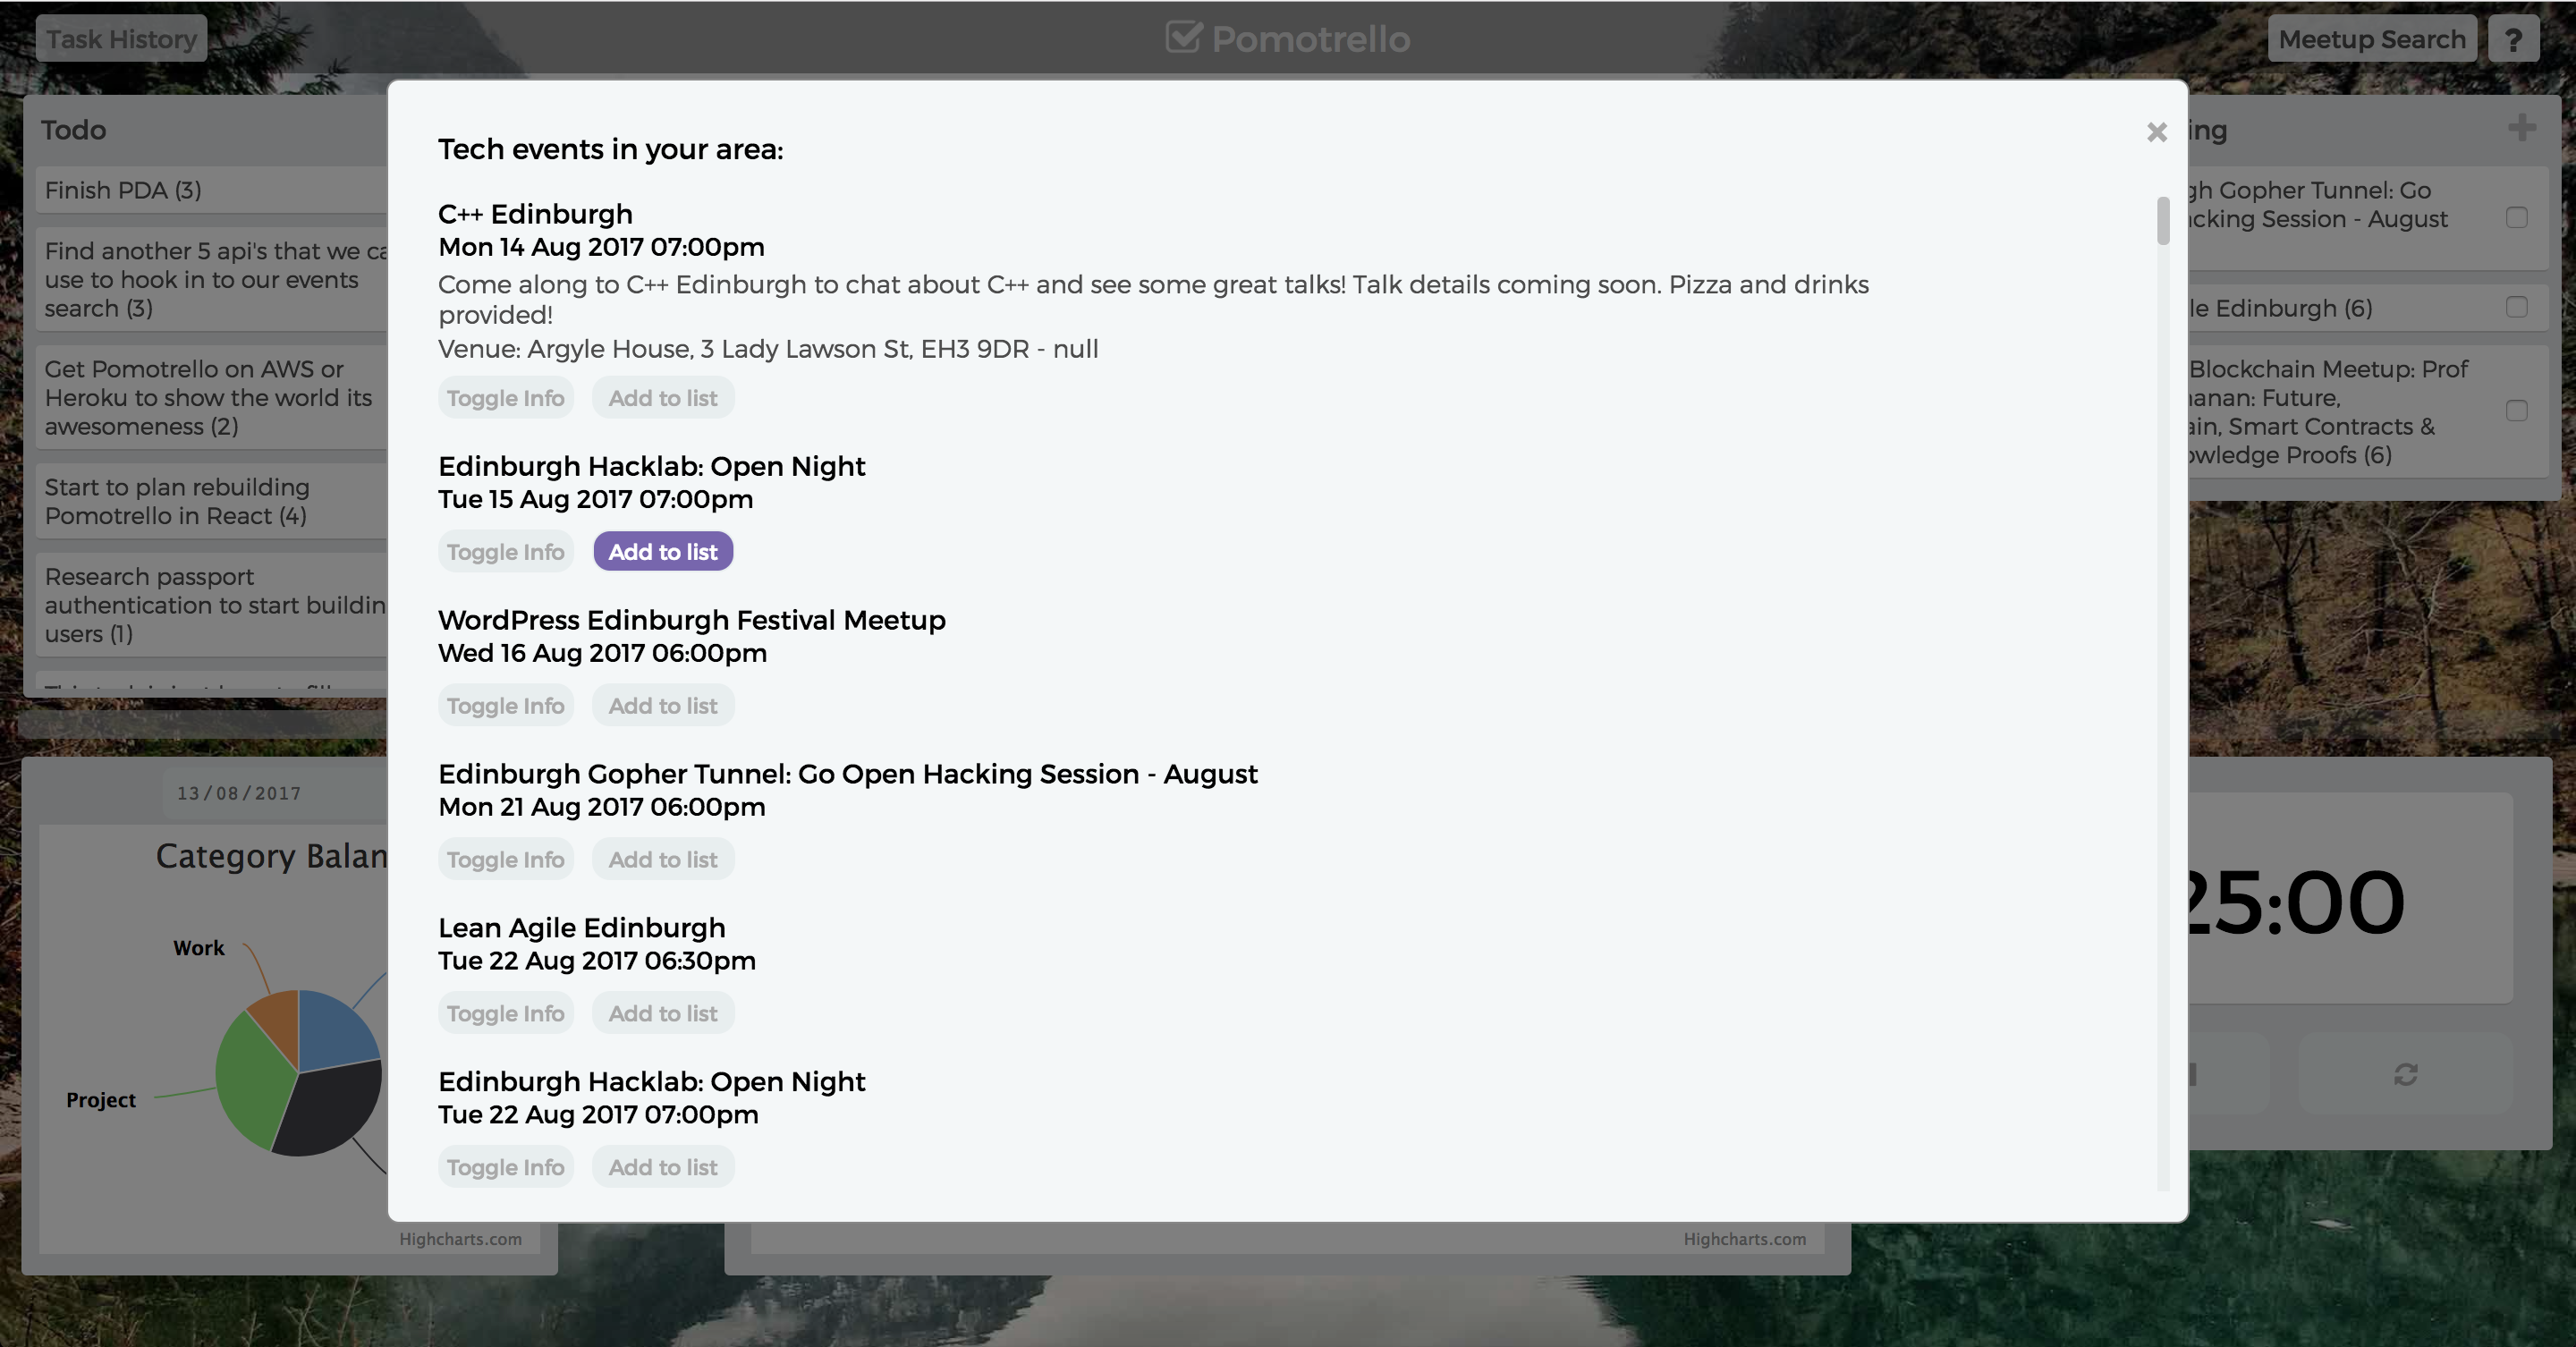 Task History
Pomotrello
Meetup Search
?
Todo
Finish PDA (3)
Find another 5 api's that we ca
use to hook in to our events
search (3)
Get Pomotrello on AWS or
Heroku to show the world its
awesomeness (2)
Start to plan rebuilding
Pomotrello in React (4)
Research passport
authentication to start buildin
users (1)
Tech events in your area:
C++ Edinburgh
Mon 14 Aug 2017 07:00pm
Come along to C++ Edinburgh to chat about C++ and see some great talks! Talk details coming soon. Pizza and drinks
provided!
Venue: Argyle House, 3 Lady Lawson St, EH3 9DR - null
Toggle Info Add to list
Edinburgh Hacklab: Open Night
Tue 15 Aug 2017 07:00pm
Toggle Info Add to list
WordPress Edinburgh Festival Meetup
Wed 16 Aug 2017 06:00pm
Toggle Info Add to list
Edinburgh Gopher Tunnel: Go Open Hacking Session - August
Mon 21 Aug 2017 06:00pm
Toggle Info Add to list
Lean Agile Edinburgh
Tue 22 Aug 2017 06:30pm
Toggle Info Add to list
Edinburgh Hacklab: Open Night
Tue 22 Aug 2017 07:00pm
Toggle Info Add to list
ing
gh Gopher Tunnel: Go
cking Session - August
le Edinburgh (6)
Blockchain Meetup: Prof
anan: Future,
ain, Smart Contracts &
owledge Proofs (6)
13/08/2017
Category Balan
Work
Project
Highcharts.com
Highcharts.com
25:00